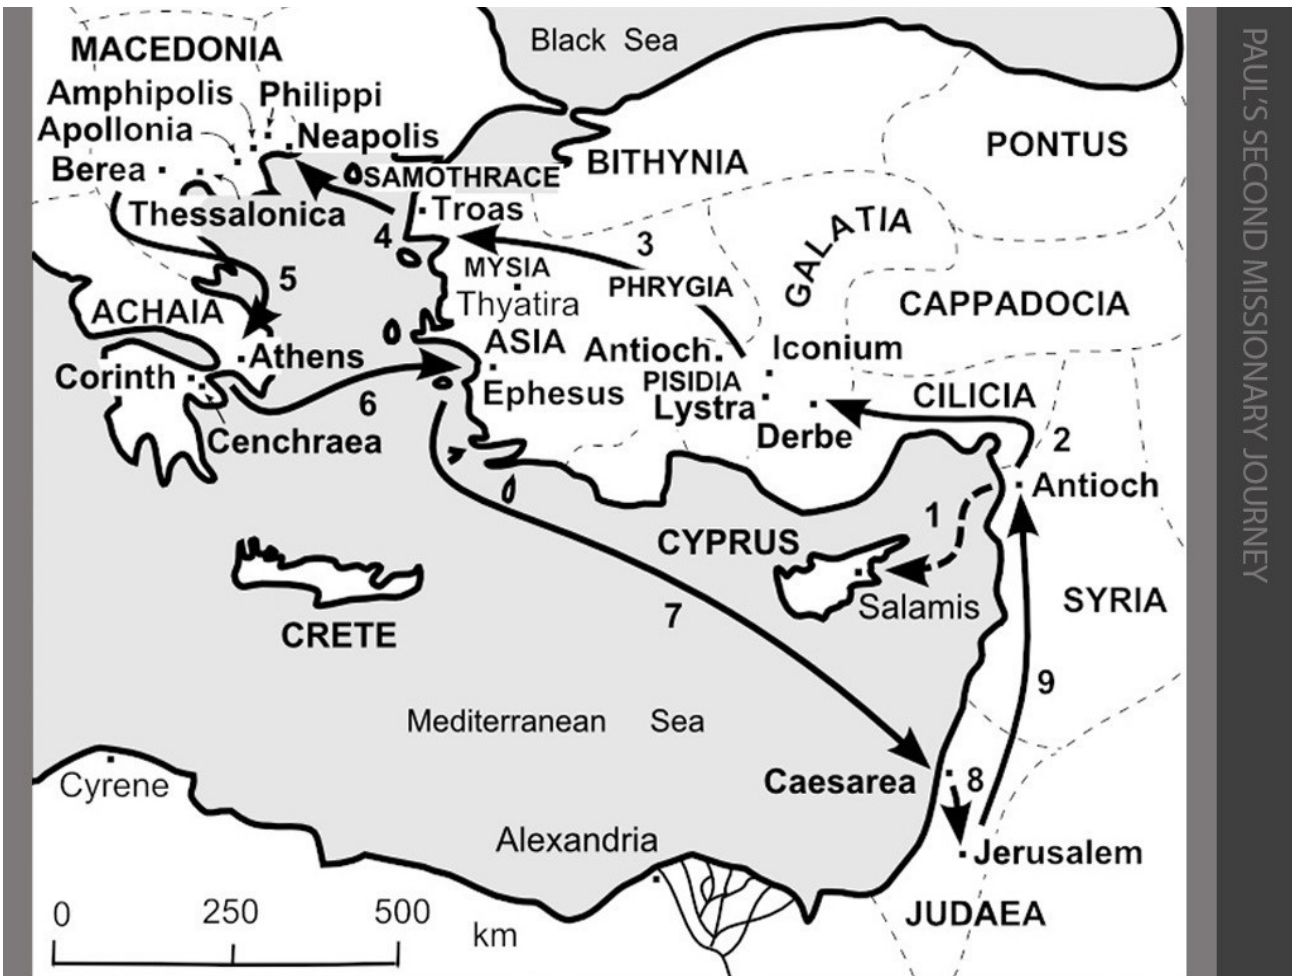 Black Sea
MACEDONIA
Amphipolis
Philippi
Apollonia
Neapolis
Berea
SAMOTHRACE
BITHYNIA
PONTUS
Thessalonica
Troas
4
3
GALATIA
5
MYSIA
Thyatira
PHRYGIA
CAPPADOCIA
ACHAIA
ASIA
Athens
Antioch
Iconium
Corinth
6
Ephesus
PISIDIA
Lystra
CILICIA
Cenchraea
Derbe
2
Antioch
1
CYPRUS
Salamis
SYRIA
CRETE
7
9
Mediterranean Sea
Caesarea
8
Cyrene
Alexandria
Jerusalem
JUDAEA
0 250 500
km
PAUL'S SECOND MISSIONARY JOURNEY